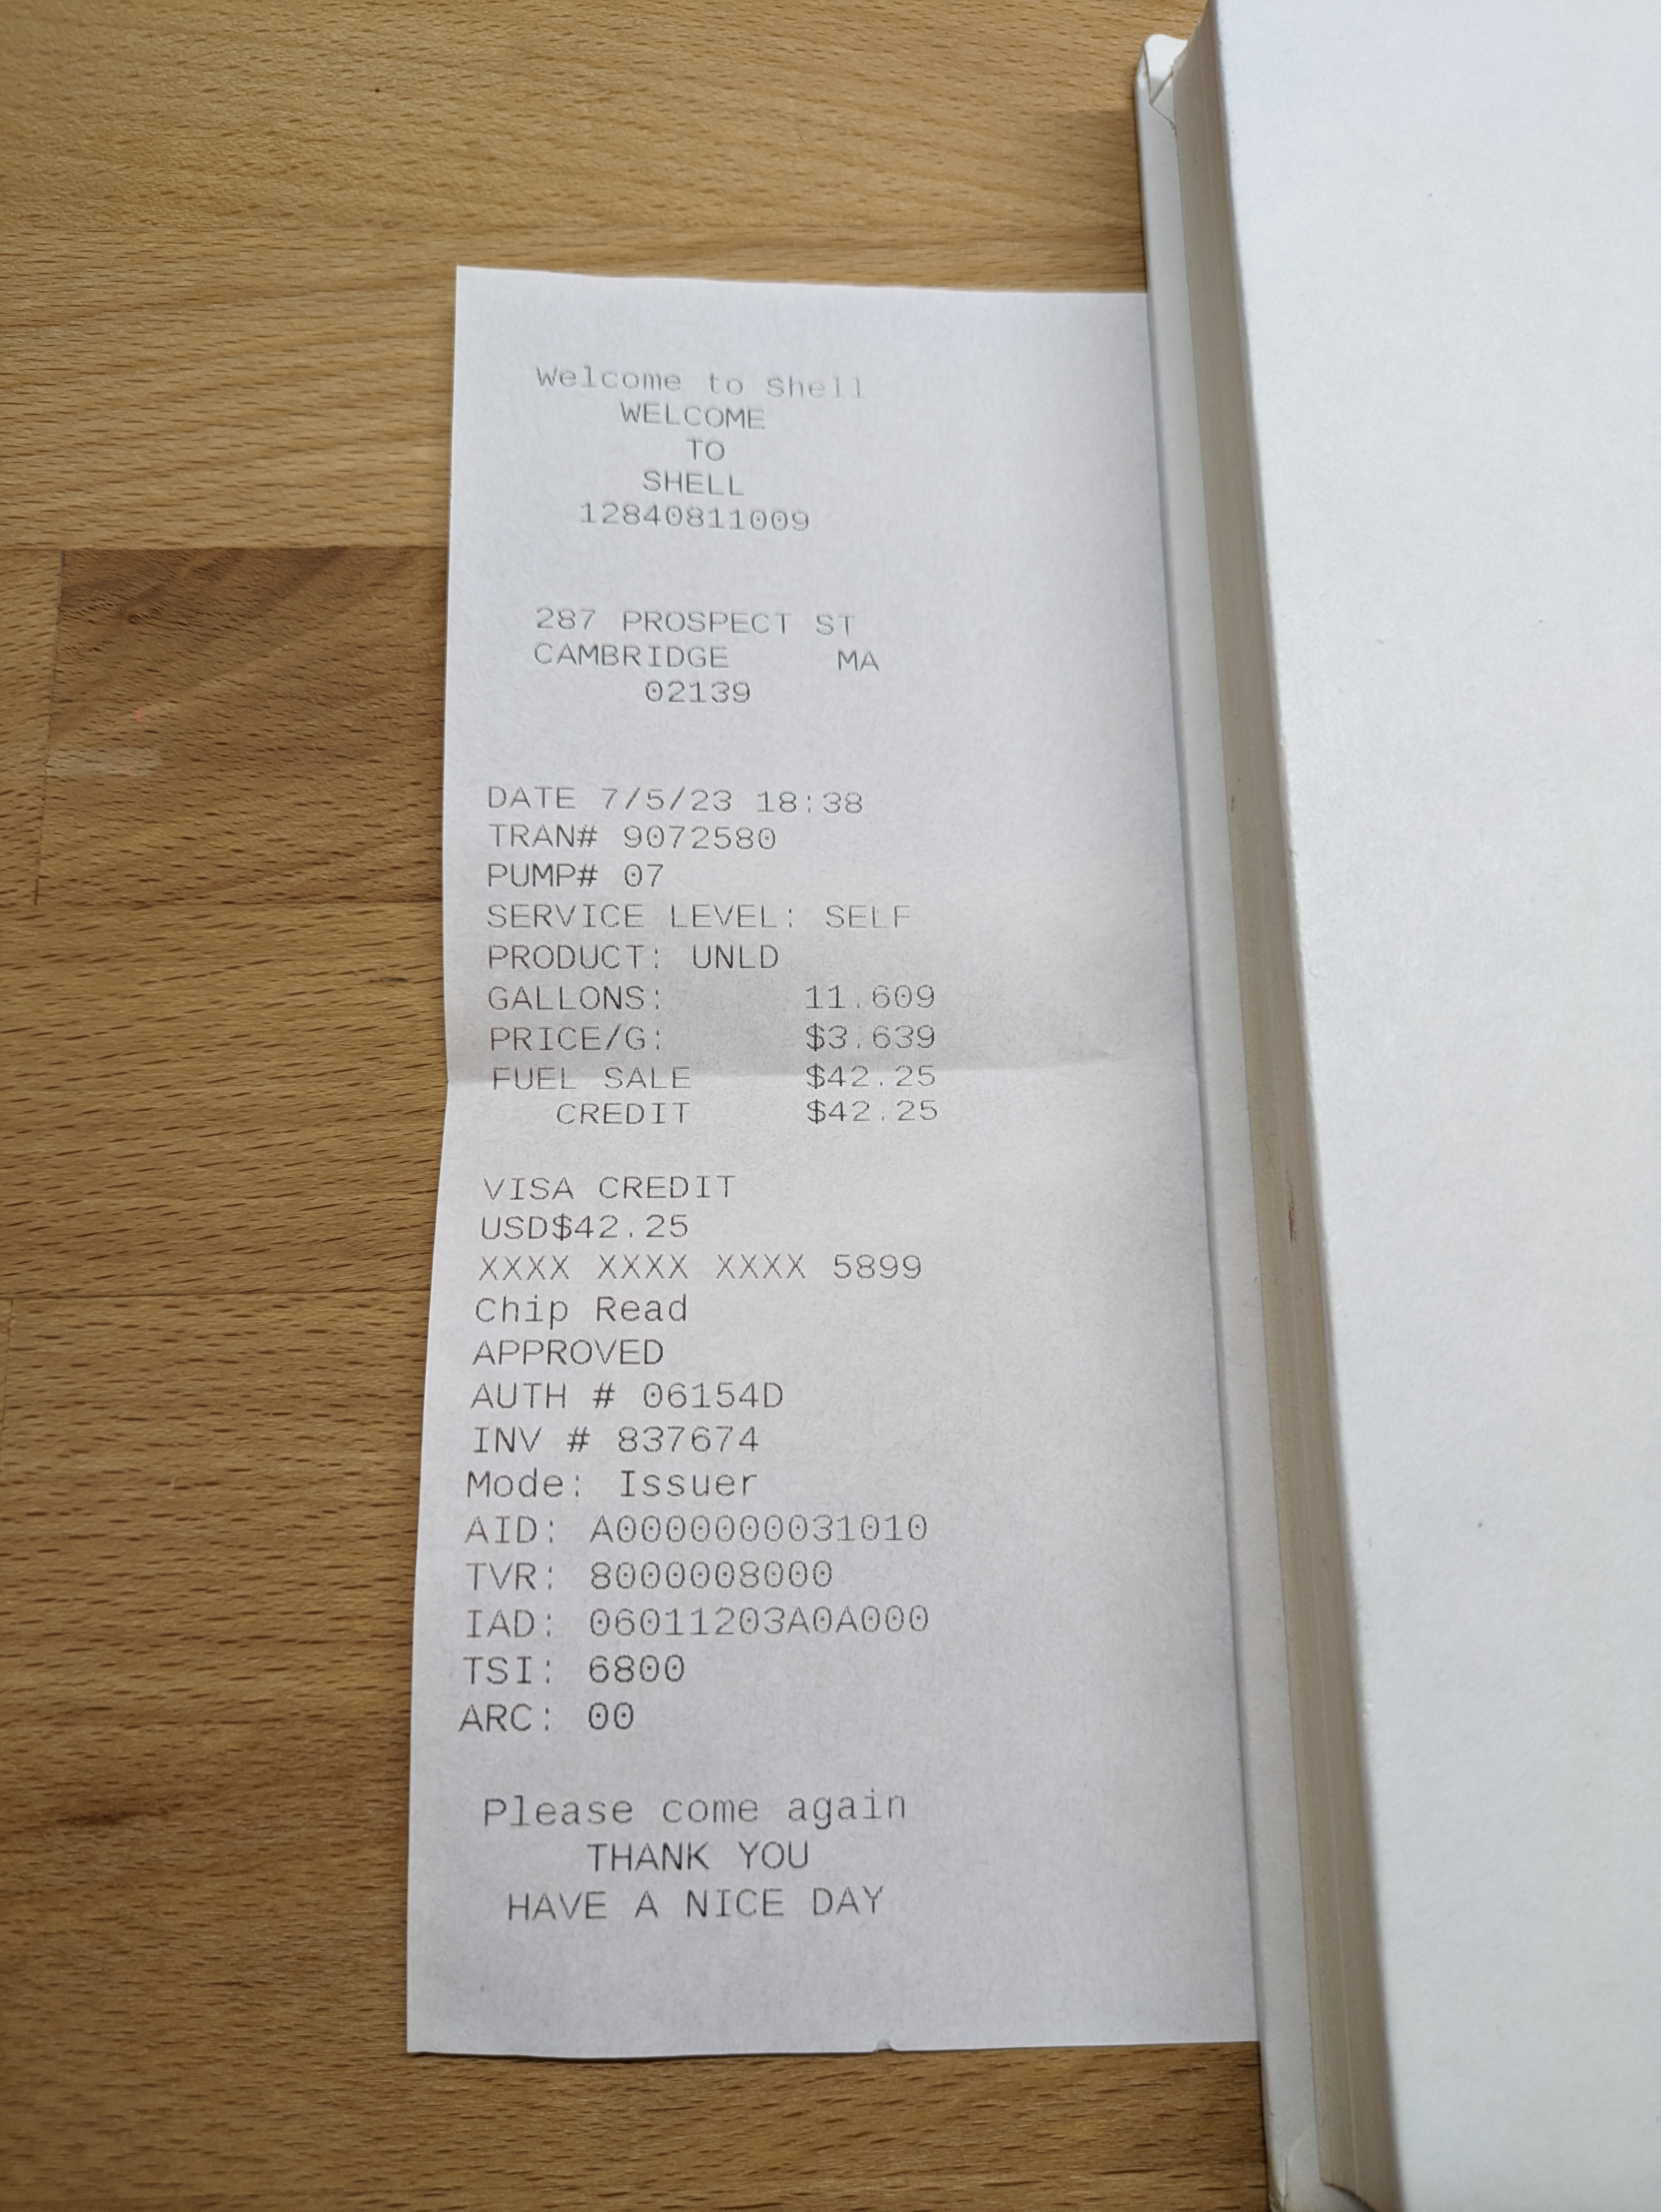 Welcome to Shell
WELCOME
TO
SHELL
12840811009
287 PROSPECT ST
CAMBRIDGE MA
02139
DATE 7/5/23 18:38
TRAN# 9072580
PUMP# 07
SERVICE LEVEL: SELF
PRODUCT: UNLD
GALLONS: 11.609
PRICE/G: $3.639
FUEL SALE $42.25
CREDIT $42.25
VISA CREDIT
USD$42.25
XXXX XXXX XXXX 5899
Chip Read
APPROVED
AUTH # 06154D
INV # 837674
Mode: Issuer
AID: A0000000031010
TVR: 8000008000
IAD: 06011203A0A000
TSI: 6800
ARC: 00
Please come again
THANK YOU
HAVE A NICE DAY